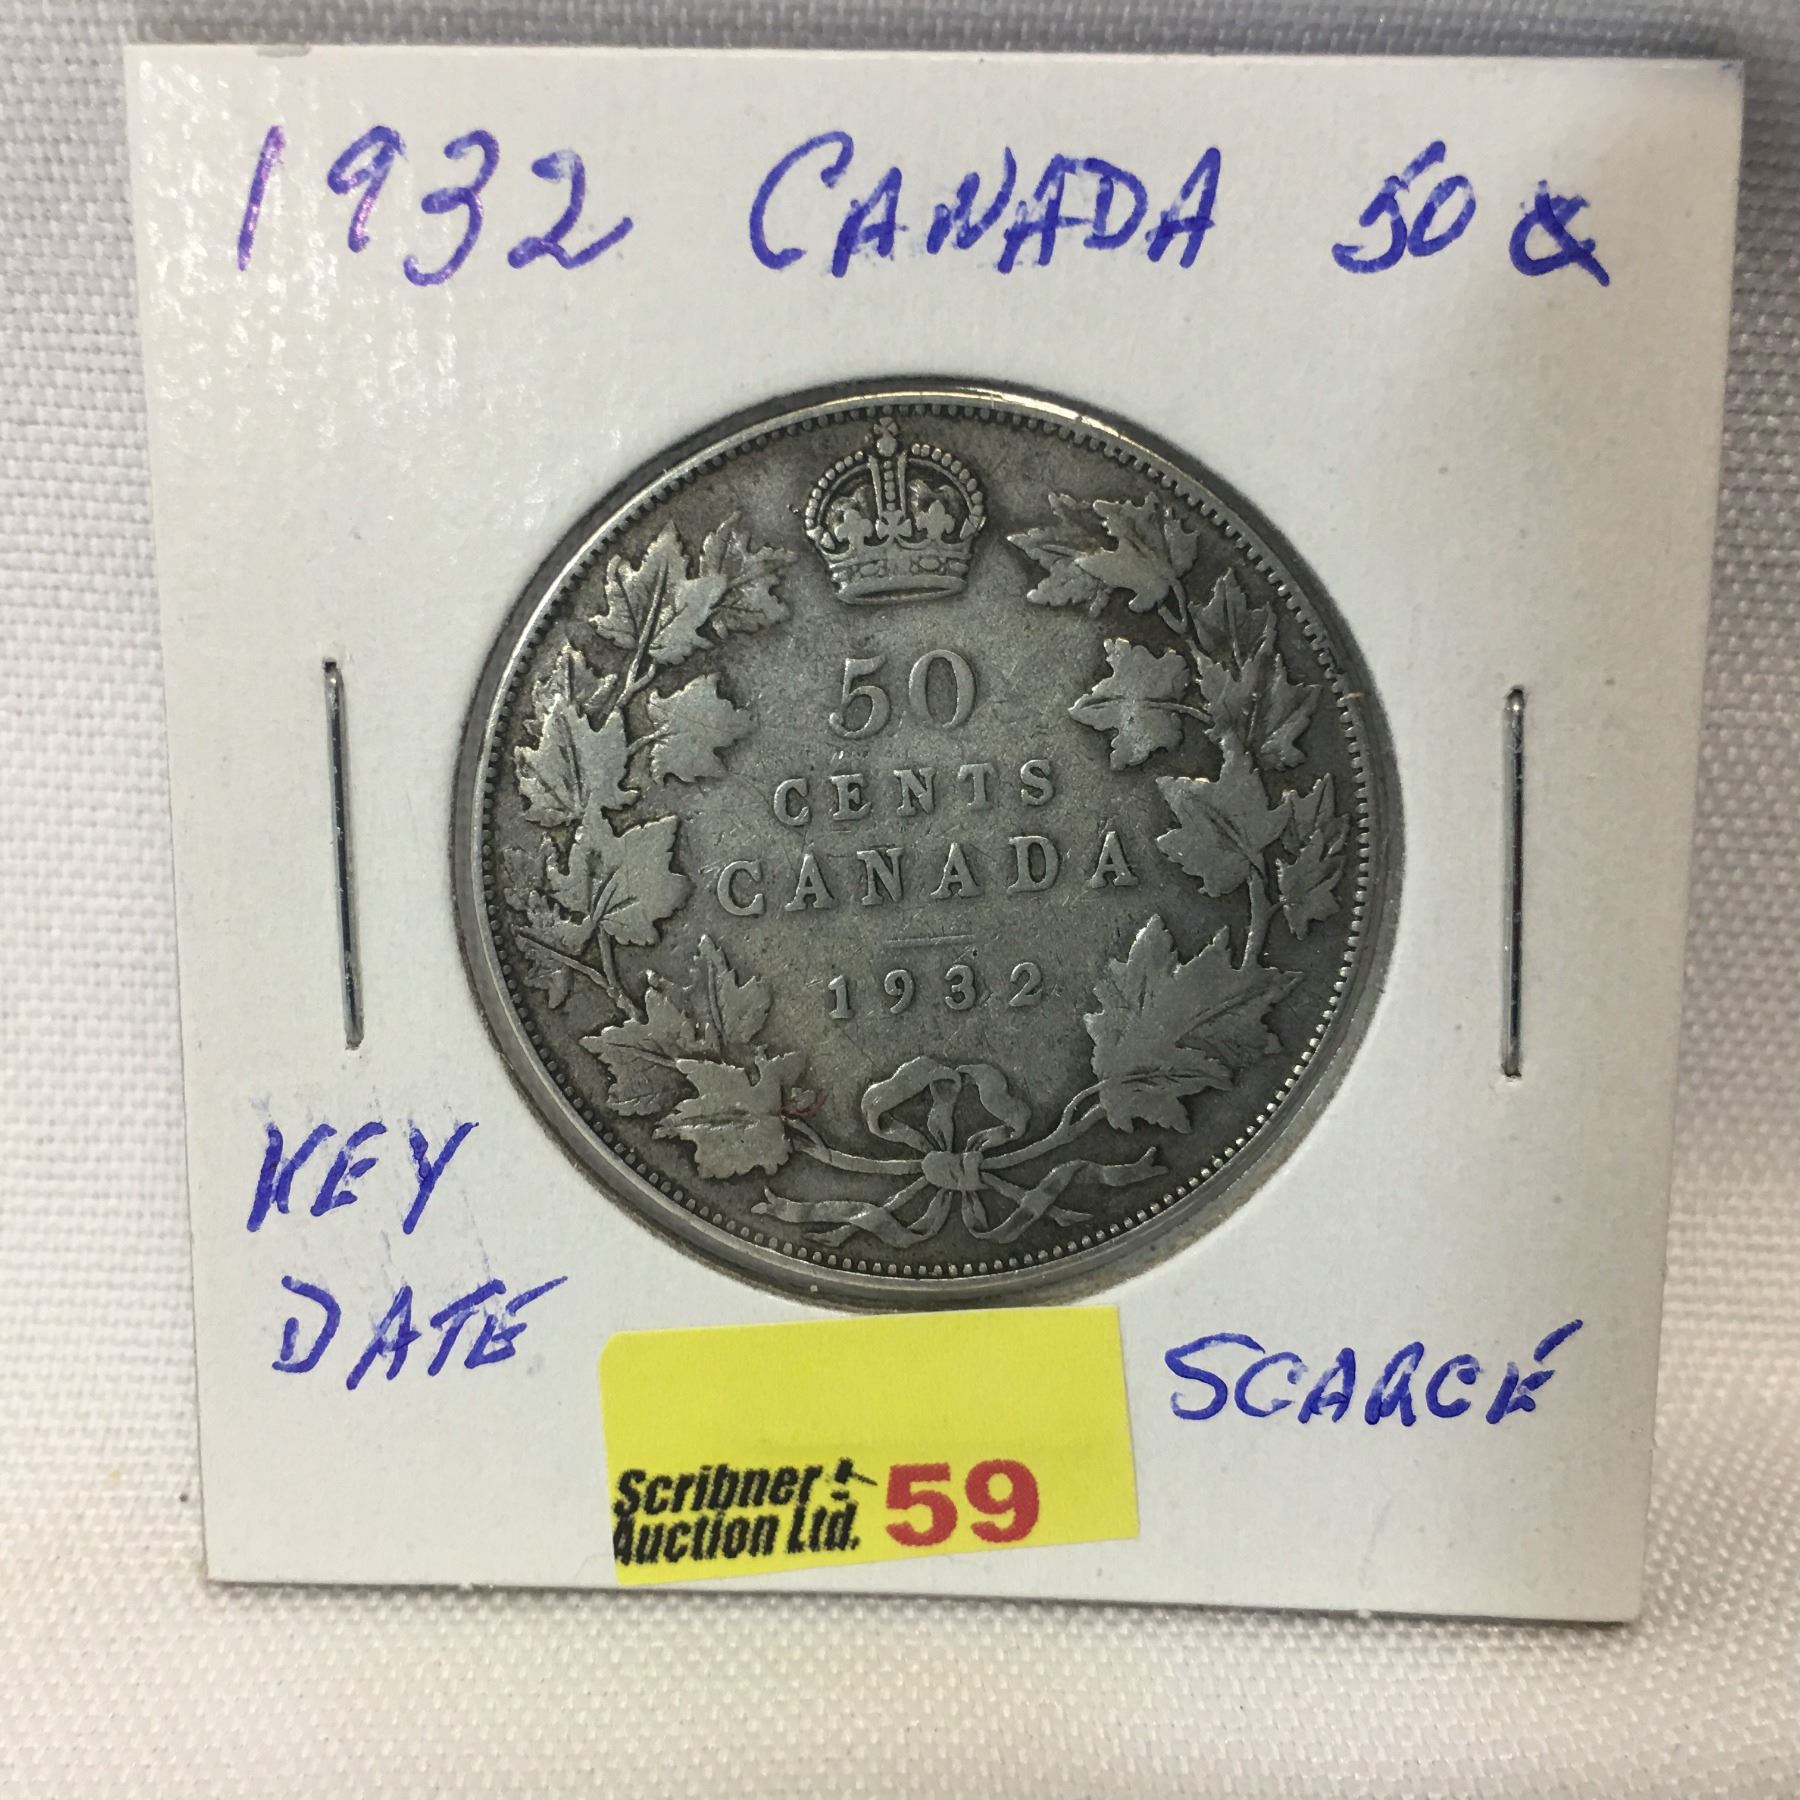 1932 CANADA 50¢
50
CENTS
CANADA
1932
KEY
DATE
SCARCE
Scribner
Auction Ltd.
59